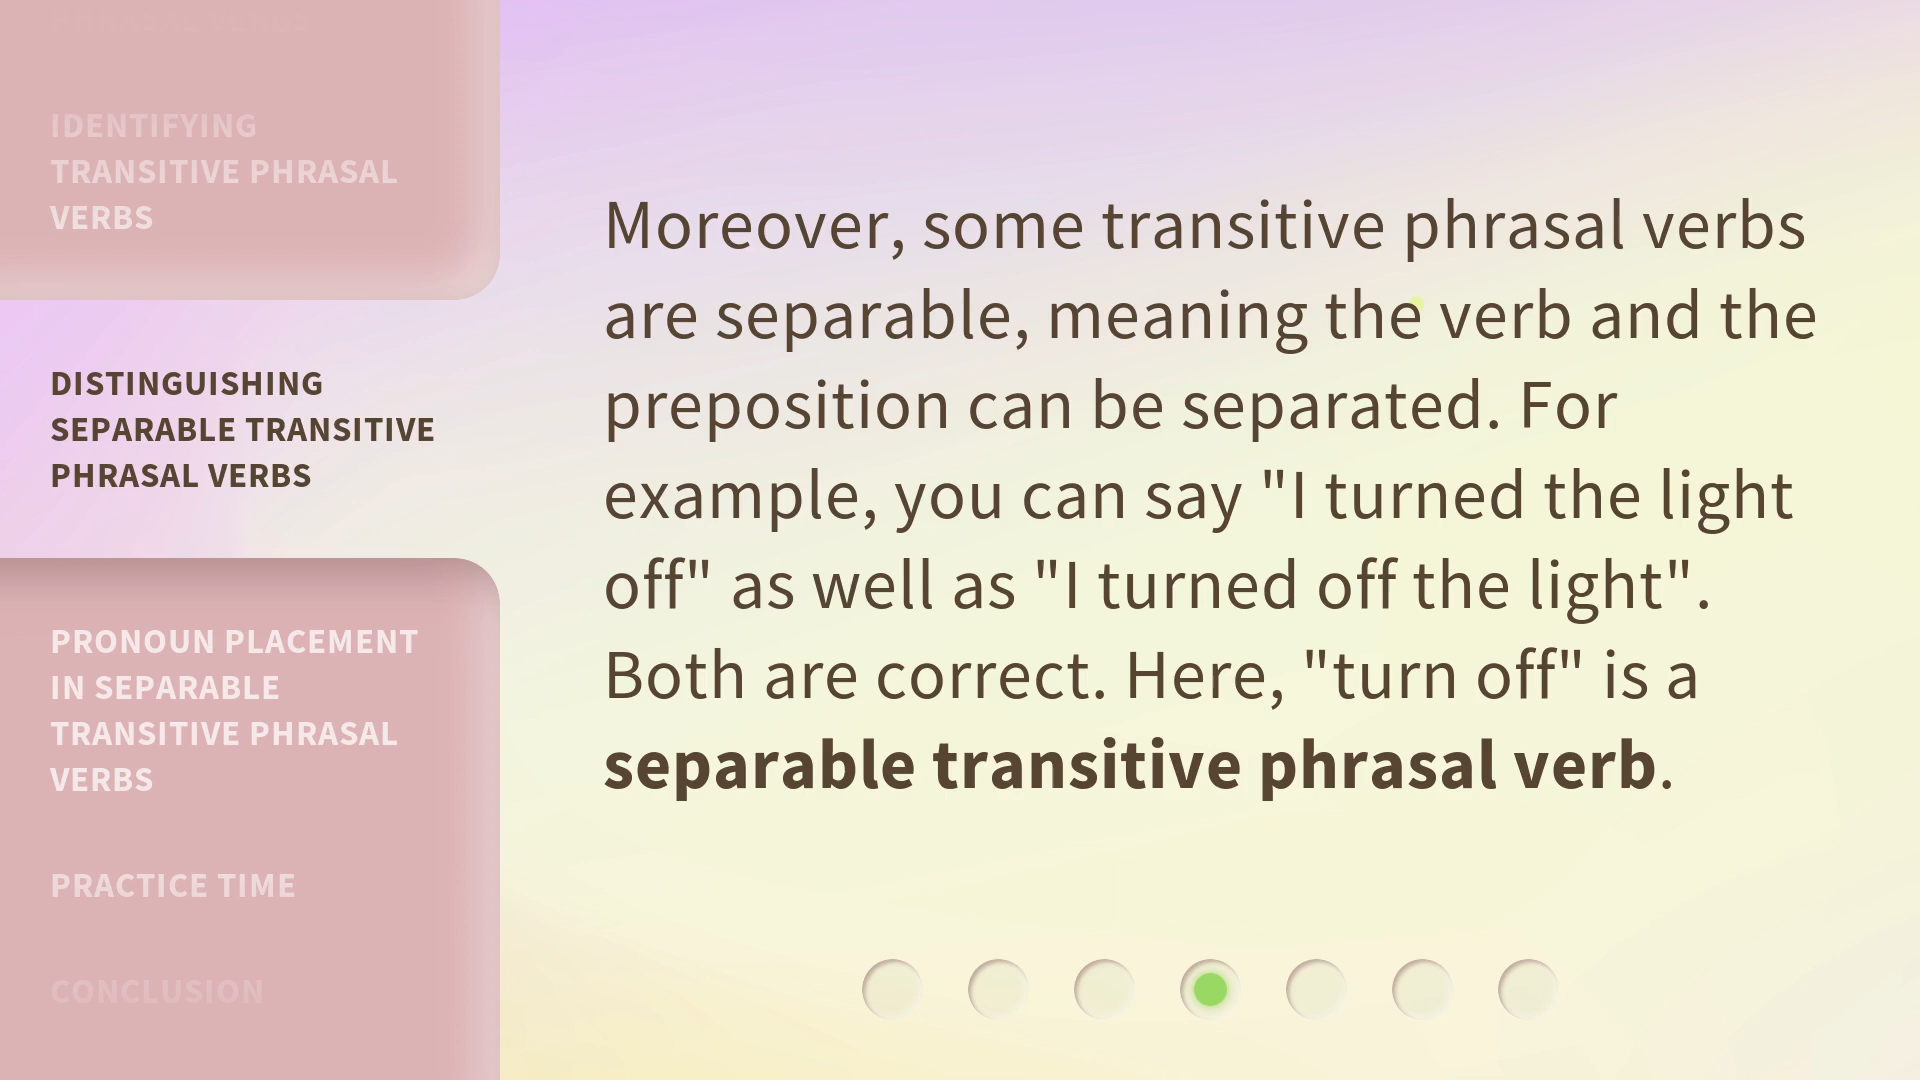 IDENTIFYING
TRANSITIVE PHRASAL
VERBS
DISTINGUISHING
SEPARABLE TRANSITIVE
PHRASAL VERBS
PRONOUN PLACEMENT
IN SEPARABLE
TRANSITIVE PHRASAL
VERBS
PRACTICE TIME
CONCLUSION
Moreover, some transitive phrasal verbs
are separable, meaning the verb and the
preposition can be separated. For
example, you can say "I turned the light
off" as well as "I turned off the light".
Both are correct. Here, "turn off" is a
separable transitive phrasal verb.